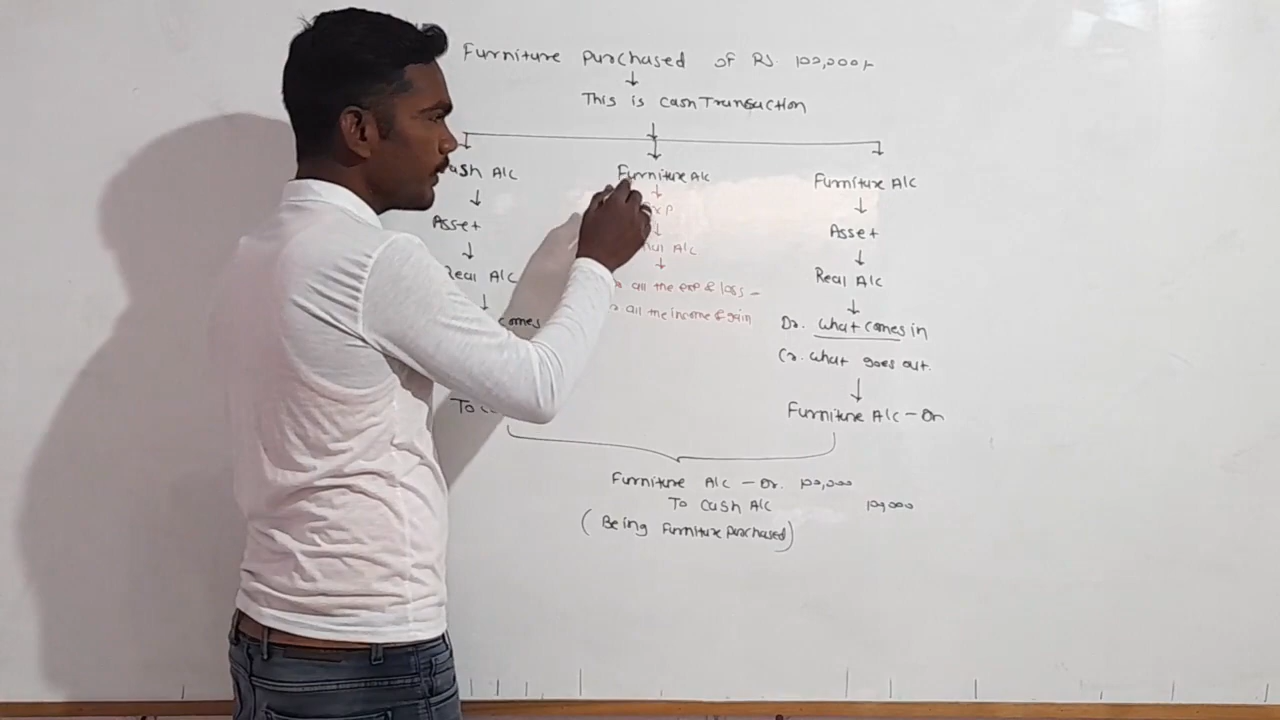 Furniture purchased of Rs. 100,000/-
This is cash Transaction
Cash A/c
Asset
Real A/c
comes
To
Furniture A/c
Exp
A/c
all the exp & loss -
all the income & gain
Furniture A/c
Asset
Real A/c
Dr. what comes in
Cr. what goes out.
Furniture A/c - Dr
Furniture A/c - Dr. 100,000
To Cash A/c 100,000
(Being Furniture purchased)